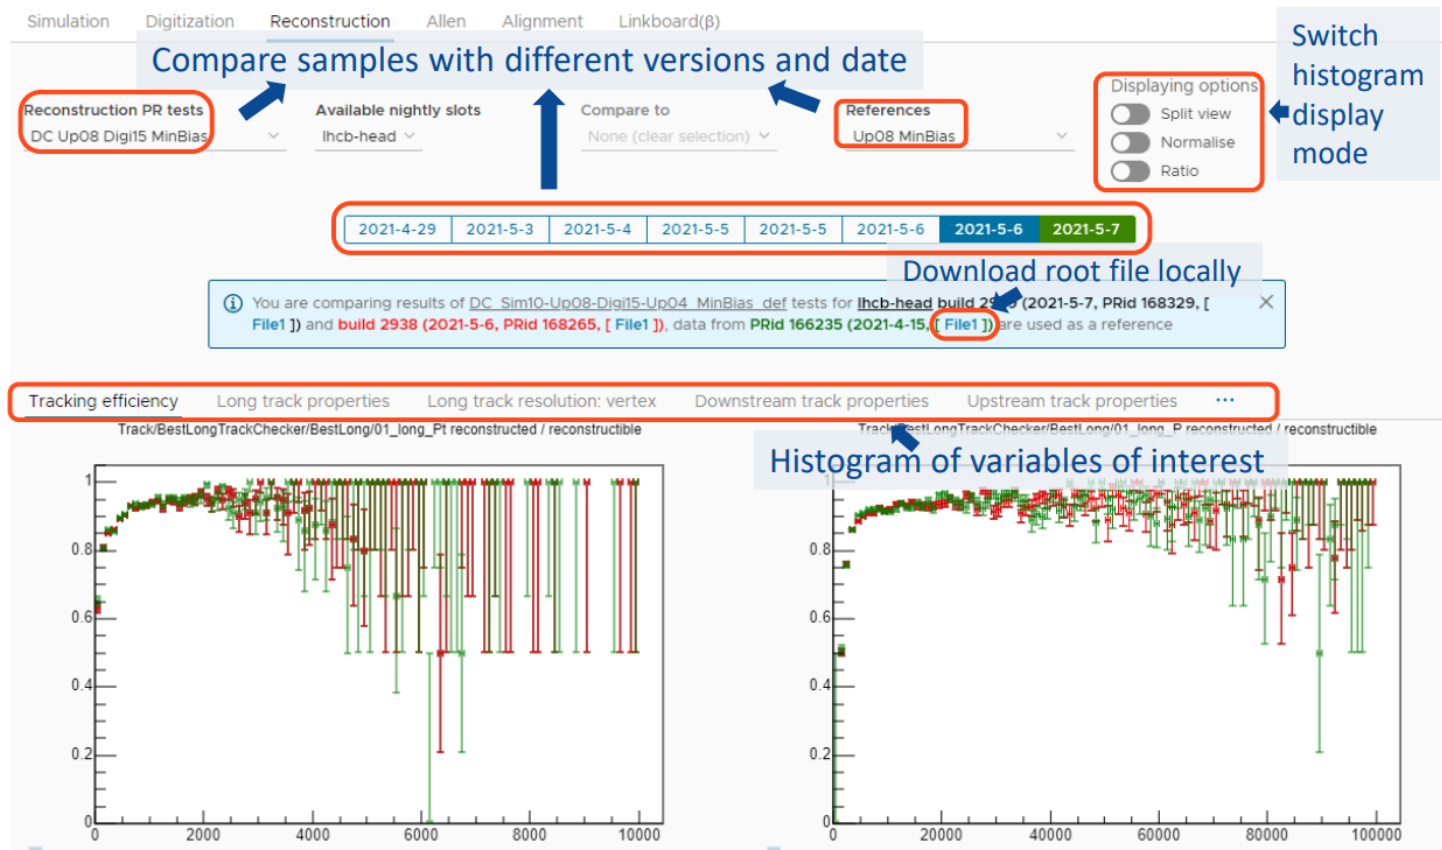 Simulation Digitization Reconstruction Allen Alignment Linkboard(β)
Compare samples with different versions and date
Switch
histogram
display
mode
Reconstruction PR tests Available nightly slots Compare to References Displaying options
DC Up08 Digi15 MinBias lhcb-head None (clear selection) Up08 MinBias
Split view
Normalise
Ratio
2021-4-29 2021-5-3 2021-5-4 2021-5-5 2021-5-5 2021-5-6 2021-5-6 2021-5-7
Download root file locally
You are comparing results of DC_Sim10-Up08-Digi15-Up04_MinBias_def tests for lhcb-head build (2021-5-7, PRid 168329, [
File1 ]) and build 2938 (2021-5-6, PRid 168265, [ File1 ]), data from PRid 166235 (2021-4-15, [ File1 ]) are used as a reference
Tracking efficiency Long track properties Long track resolution: vertex Downstream track properties Upstream track properties ...
Track/BestLongTrackChecker/BestLong/01_long_Pt reconstructed / reconstructible
Track/BestLongTrackChecker/BestLong/01_long_P reconstructed / reconstructible
Histogram of variables of interest
1
0.8
0.6
0.4
0.2
0
0 2000 4000 6000 8000 10000
1
0.8
0.6
0.4
0.2
0
0 20000 40000 60000 80000 100000